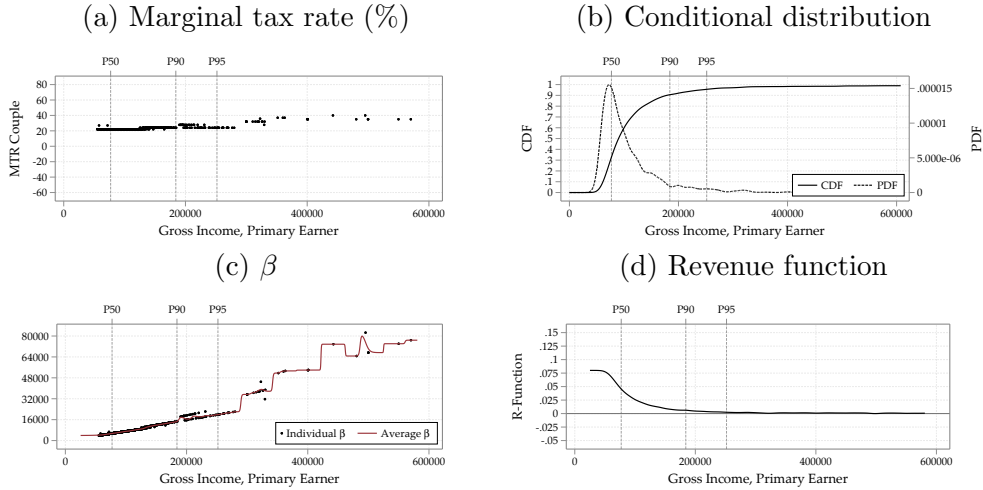 (a) Marginal tax rate (%)
P50 P90 P95
MTR Couple
80
60
40
20
0
-20
-40
-60
0 200000 400000 600000
Gross Income, Primary Earner
(b) Conditional distribution
P50 P90 P95
CDF
1
.9
.8
.7
.6
.5
.4
.3
.2
.1
0
PDF
.000015
.00001
5.000e-06
0
CDF PDF
0 200000 400000 600000
Gross Income, Primary Earner
(c) β
P50 P90 P95
80000
64000
48000
32000
16000
0
Individual β Average β
0 200000 400000 600000
Gross Income, Primary Earner
(d) Revenue function
P50 P90 P95
R-Function
.15
.125
.1
.075
.05
.025
0
-.025
-.05
0 200000 400000 600000
Gross Income, Primary Earner